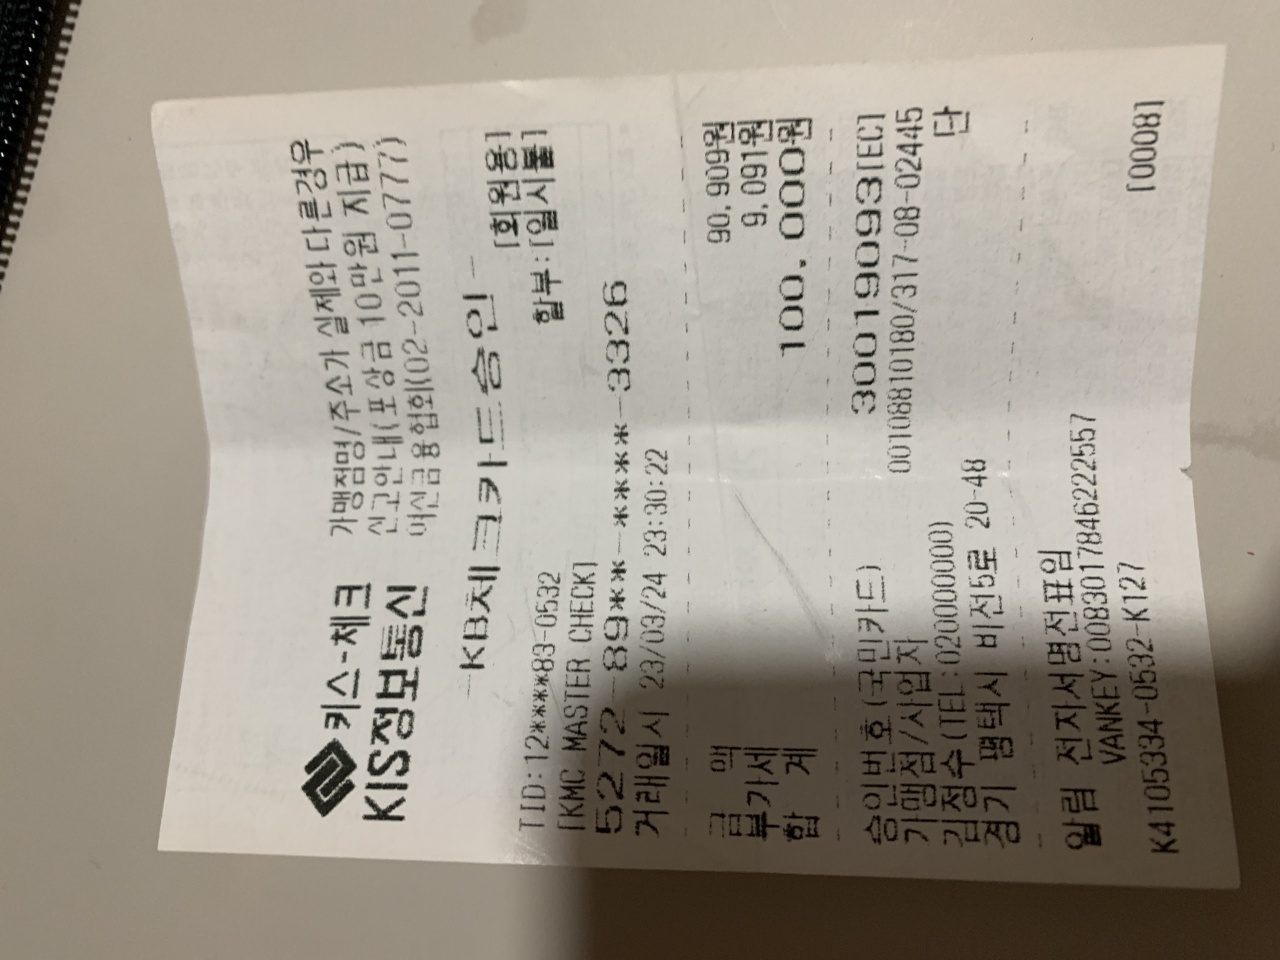 키스-체크
KIS정보통신
가맹점명/주소가 실제와 다른경우
신고안내(포상금 10만원 지급)
여신금융협회(02-2011-0777)
KB체크카드승인
[회원용]
TID:12****83-0532
할부:[일시불]
[KMC MASTER CHECK]
5272-89**-****-3326
거래일시 23/03/24 23:30:22
금 액 90,909원
부가세 9,091원
합 계 100,000원
승인번호(국민카드) 30019093[EC]
가맹점/사업자 00108810180/317-08-02445
김정수(TEL:0200000000) 단
경기 평택시 비전5로 20-48
알림 전자서명전표임
VANKEY:0083017846222557
K4105334-0532-K127 [0008]